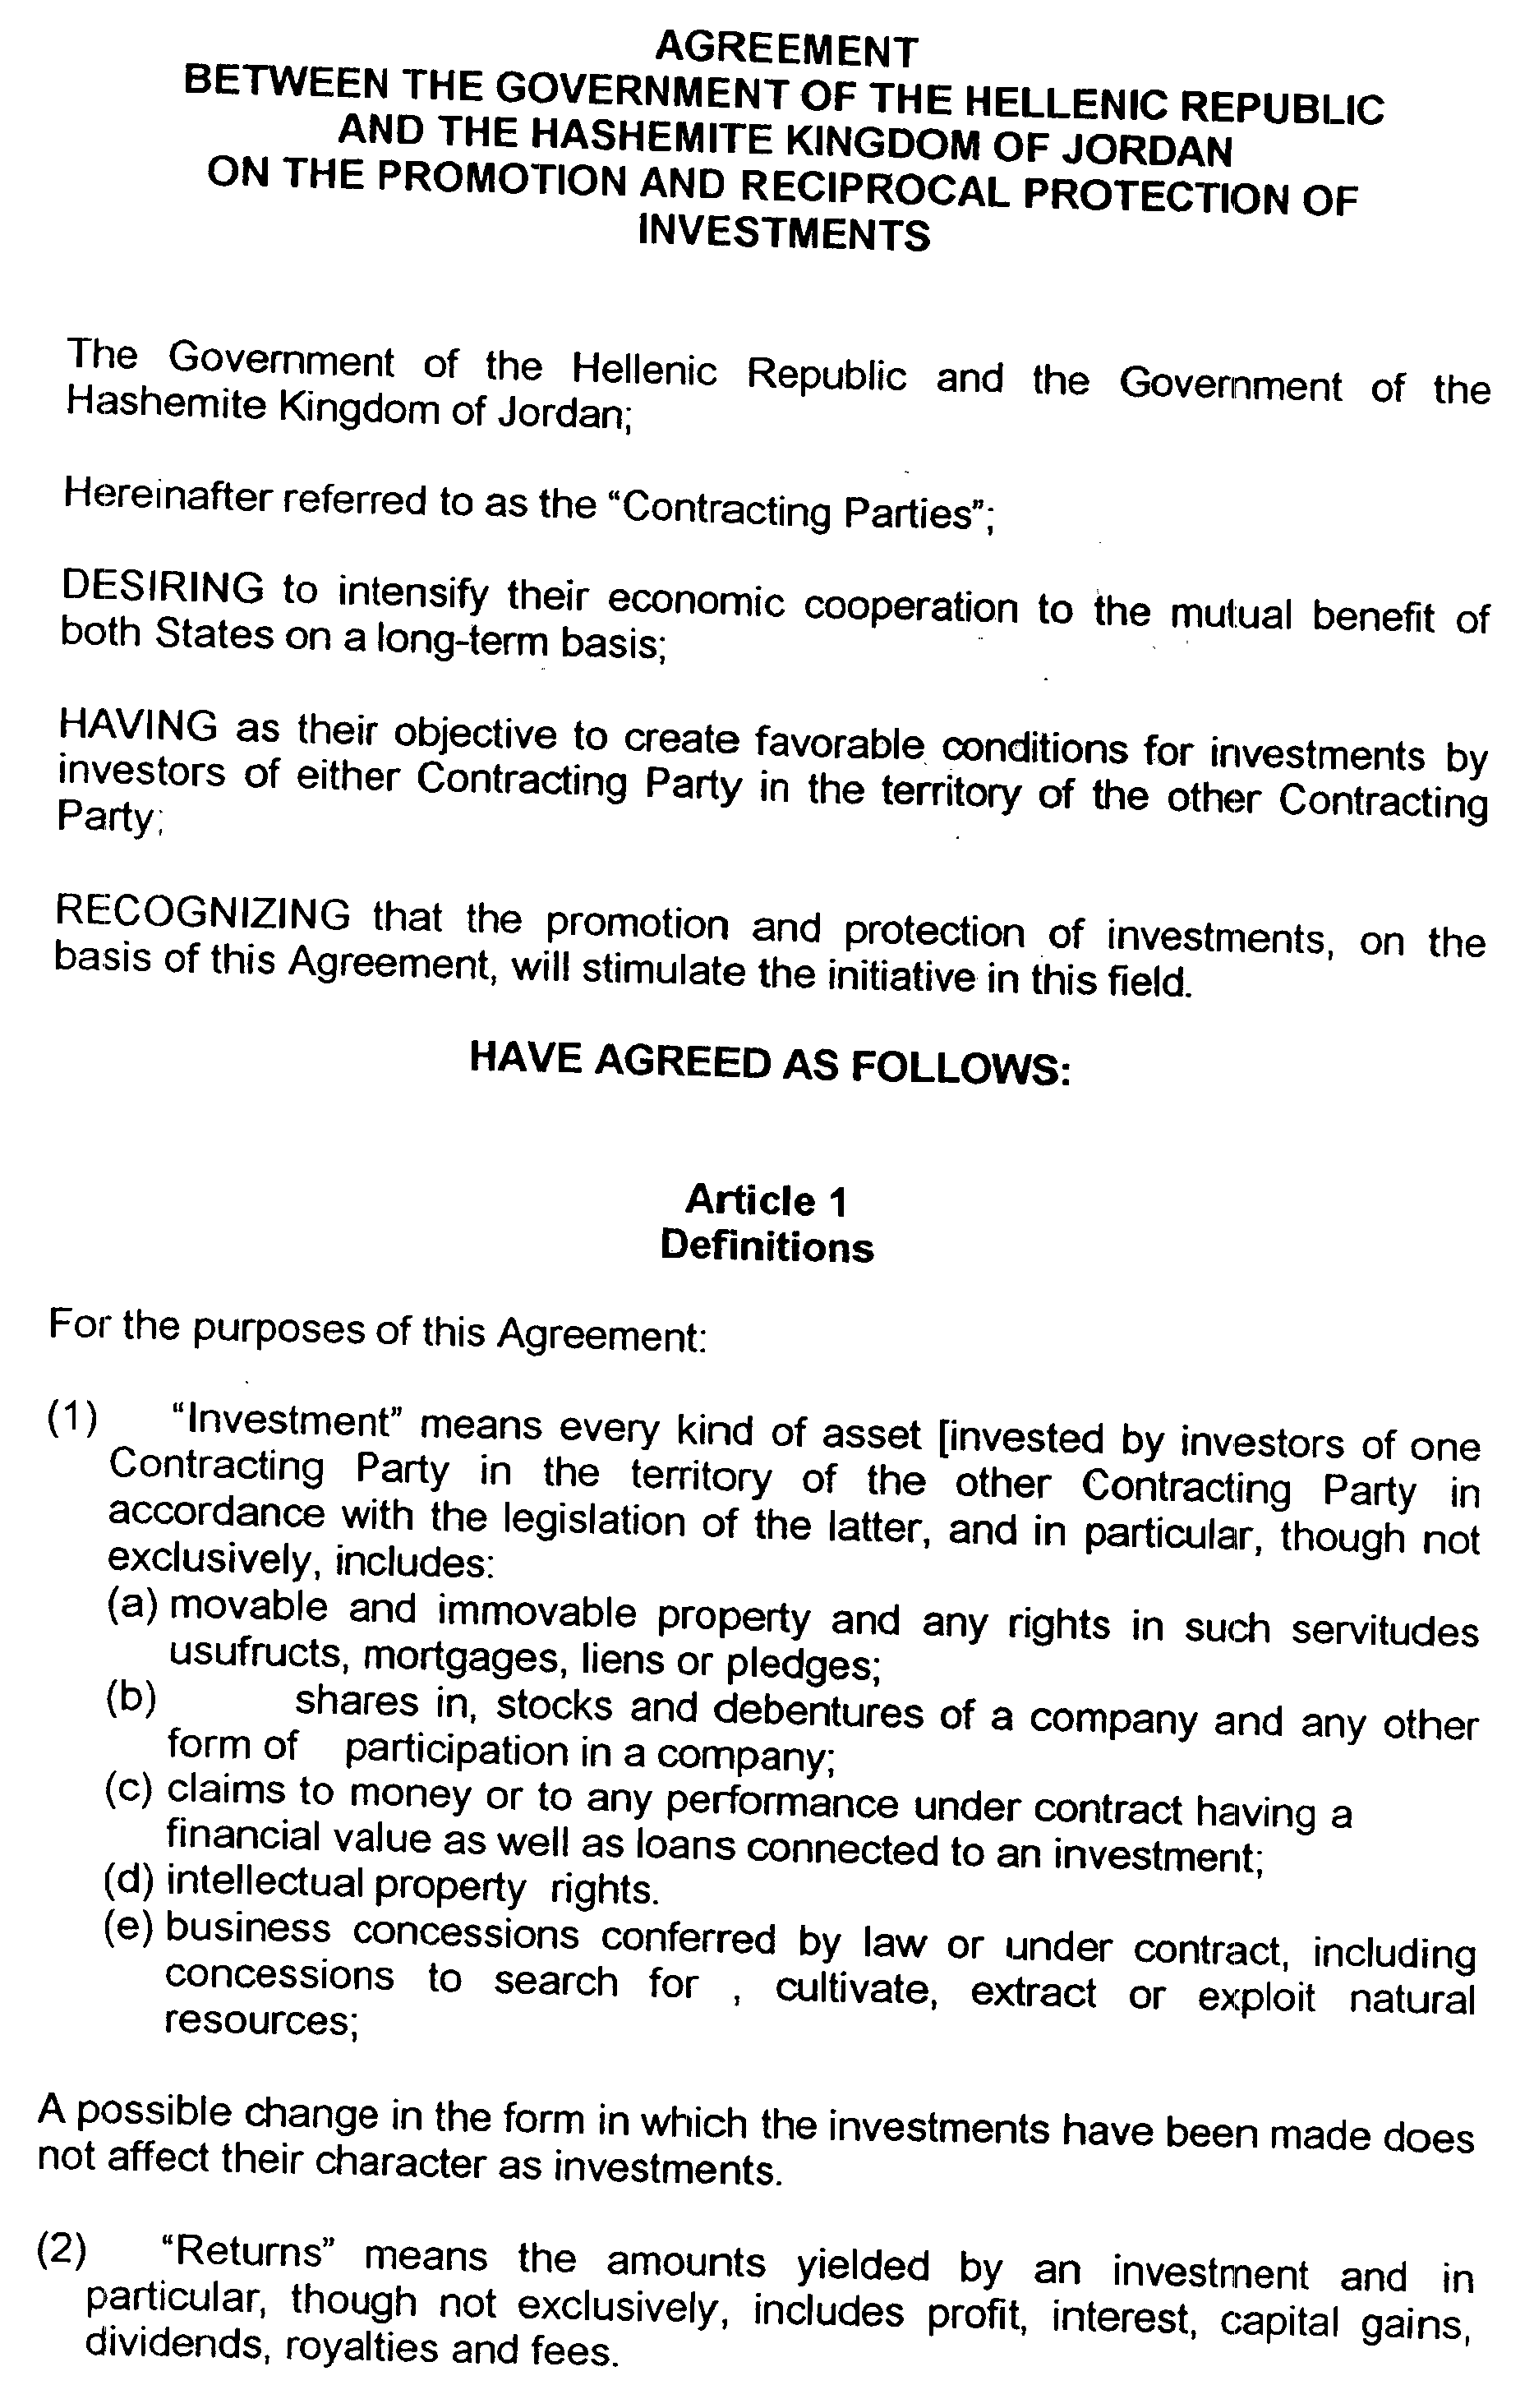 AGREEMENT
BETWEEN THE GOVERNMENT OF THE HELLENIC REPUBLIC
AND THE HASHEMITE KINGDOM OF JORDAN
ON THE PROMOTION AND RECIPROCAL PROTECTION OF
INVESTMENTS
The Government of the Hellenic Republic and the Government of the
Hashemite Kingdom of Jordan;
Hereinafter referred to as the “Contracting Parties”;
DESIRING to intensify their economic cooperation to the mutual benefit of
both States on a long-term basis;
HAVING as their objective to create favorable conditions for investments by
investors of either Contracting Party in the territory of the other Contracting
Party;
RECOGNIZING that the promotion and protection of investments, on the
basis of this Agreement, will stimulate the initiative in this field.
HAVE AGREED AS FOLLOWS:
Article 1
Definitions
For the purposes of this Agreement:
(1) “Investment” means every kind of asset [invested by investors of one
Contracting Party in the territory of the other Contracting Party in
accordance with the legislation of the latter, and in particular, though not
exclusively, includes:
(a) movable and immovable property and any rights in such servitudes
usufructs, mortgages, liens or pledges;
(b) shares in, stocks and debentures of a company and any other
form of participation in a company;
(c) claims to money or to any performance under contract having a
financial value as well as loans connected to an investment;
(d) intellectual property rights.
(e) business concessions conferred by law or under contract, including
concessions to search for , cultivate, extract or exploit natural
resources;
A possible change in the form in which the investments have been made does
not affect their character as investments.
(2) “Returns” means the amounts yielded by an investment and in
particular, though not exclusively, includes profit, interest, capital gains,
dividends, royalties and fees.